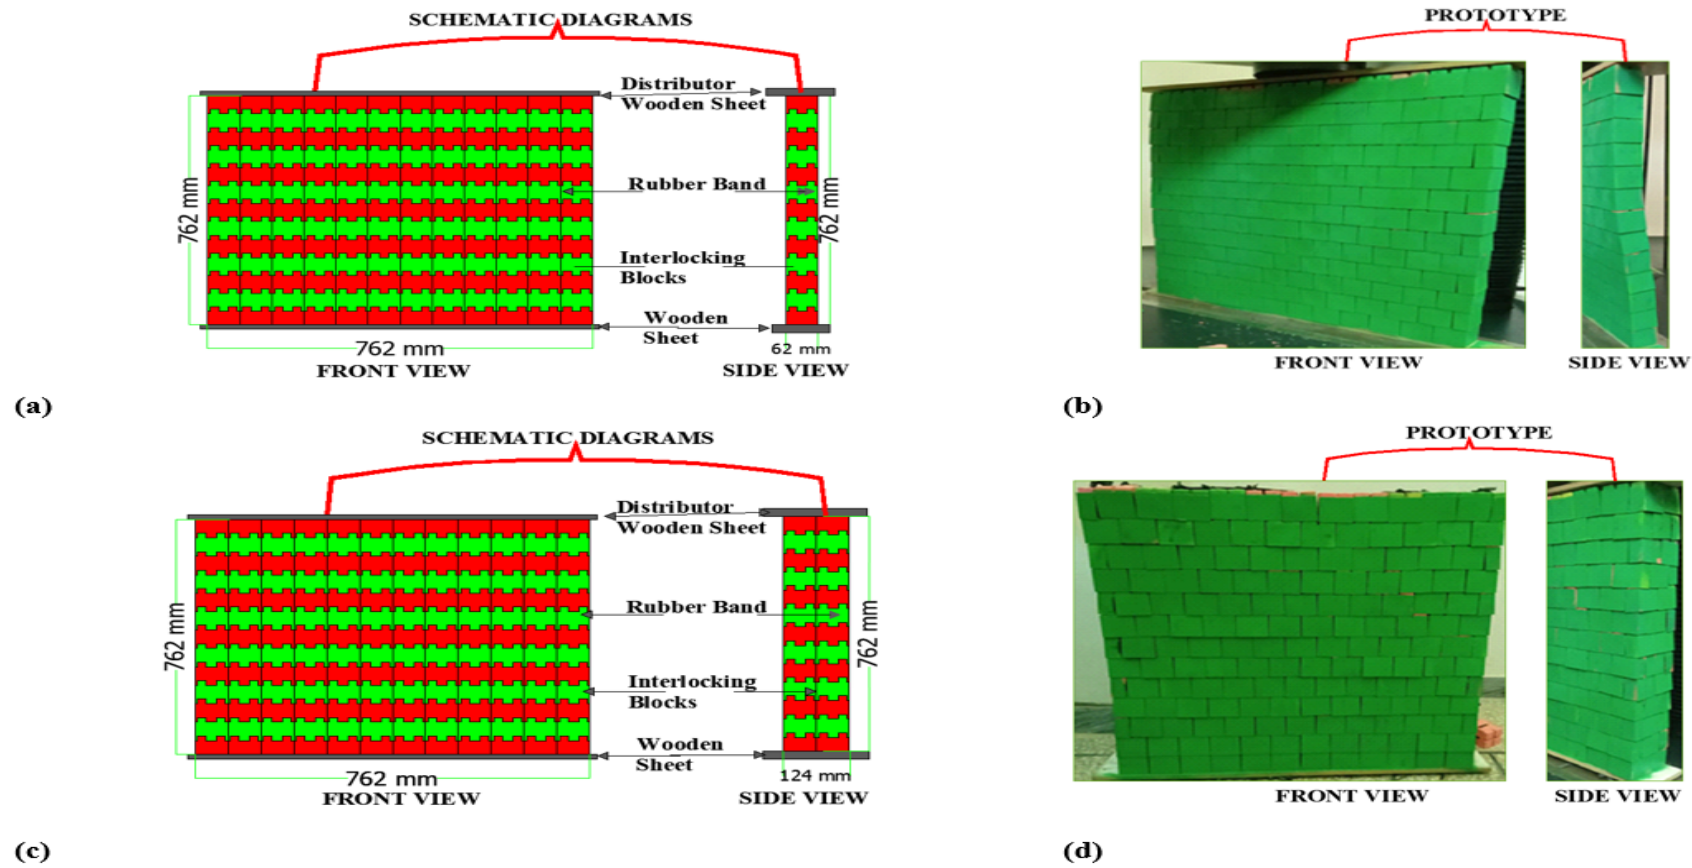 SCHEMATIC DIAGRAMS
Distributor
Wooden Sheet
Rubber Band
Interlocking
Blocks
Wooden
Sheet
762 mm
762 mm
762 mm
62 mm
FRONT VIEW
SIDE VIEW
(a)
PROTOTYPE
FRONT VIEW
SIDE VIEW
(b)
SCHEMATIC DIAGRAMS
Distributor
Wooden Sheet
Rubber Band
Interlocking
Blocks
Wooden
Sheet
762 mm
762 mm
762 mm
124 mm
FRONT VIEW
SIDE VIEW
(c)
PROTOTYPE
FRONT VIEW
SIDE VIEW
(d)